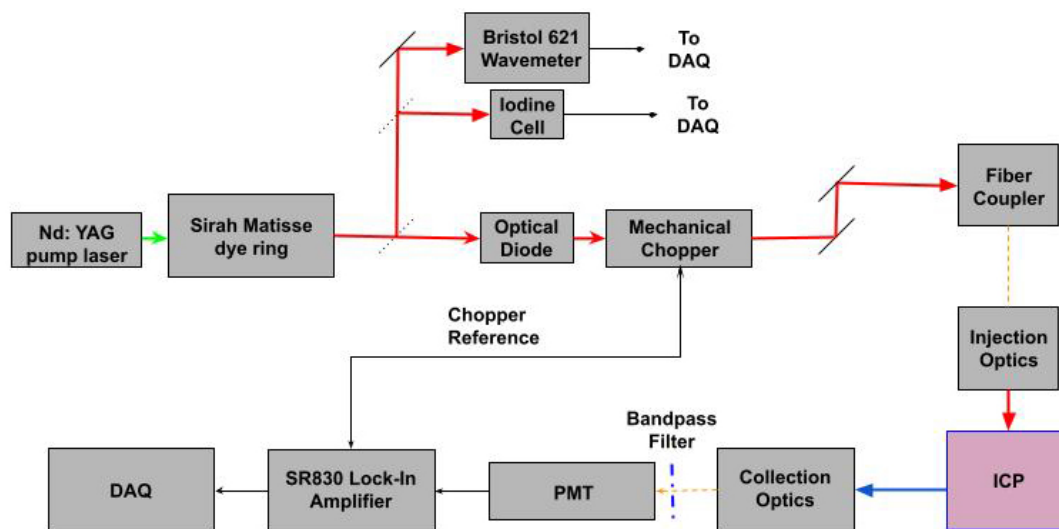 Bristol 621
Wavemeter
To
DAQ
Iodine
Cell
To
DAQ
Fiber
Coupler
Nd: YAG
pump laser
Sirah Matisse
dye ring
Optical
Diode
Mechanical
Chopper
Chopper
Reference
Injection
Optics
Bandpass
Filter
DAQ
SR830 Lock-In
Amplifier
PMT
Collection
Optics
ICP